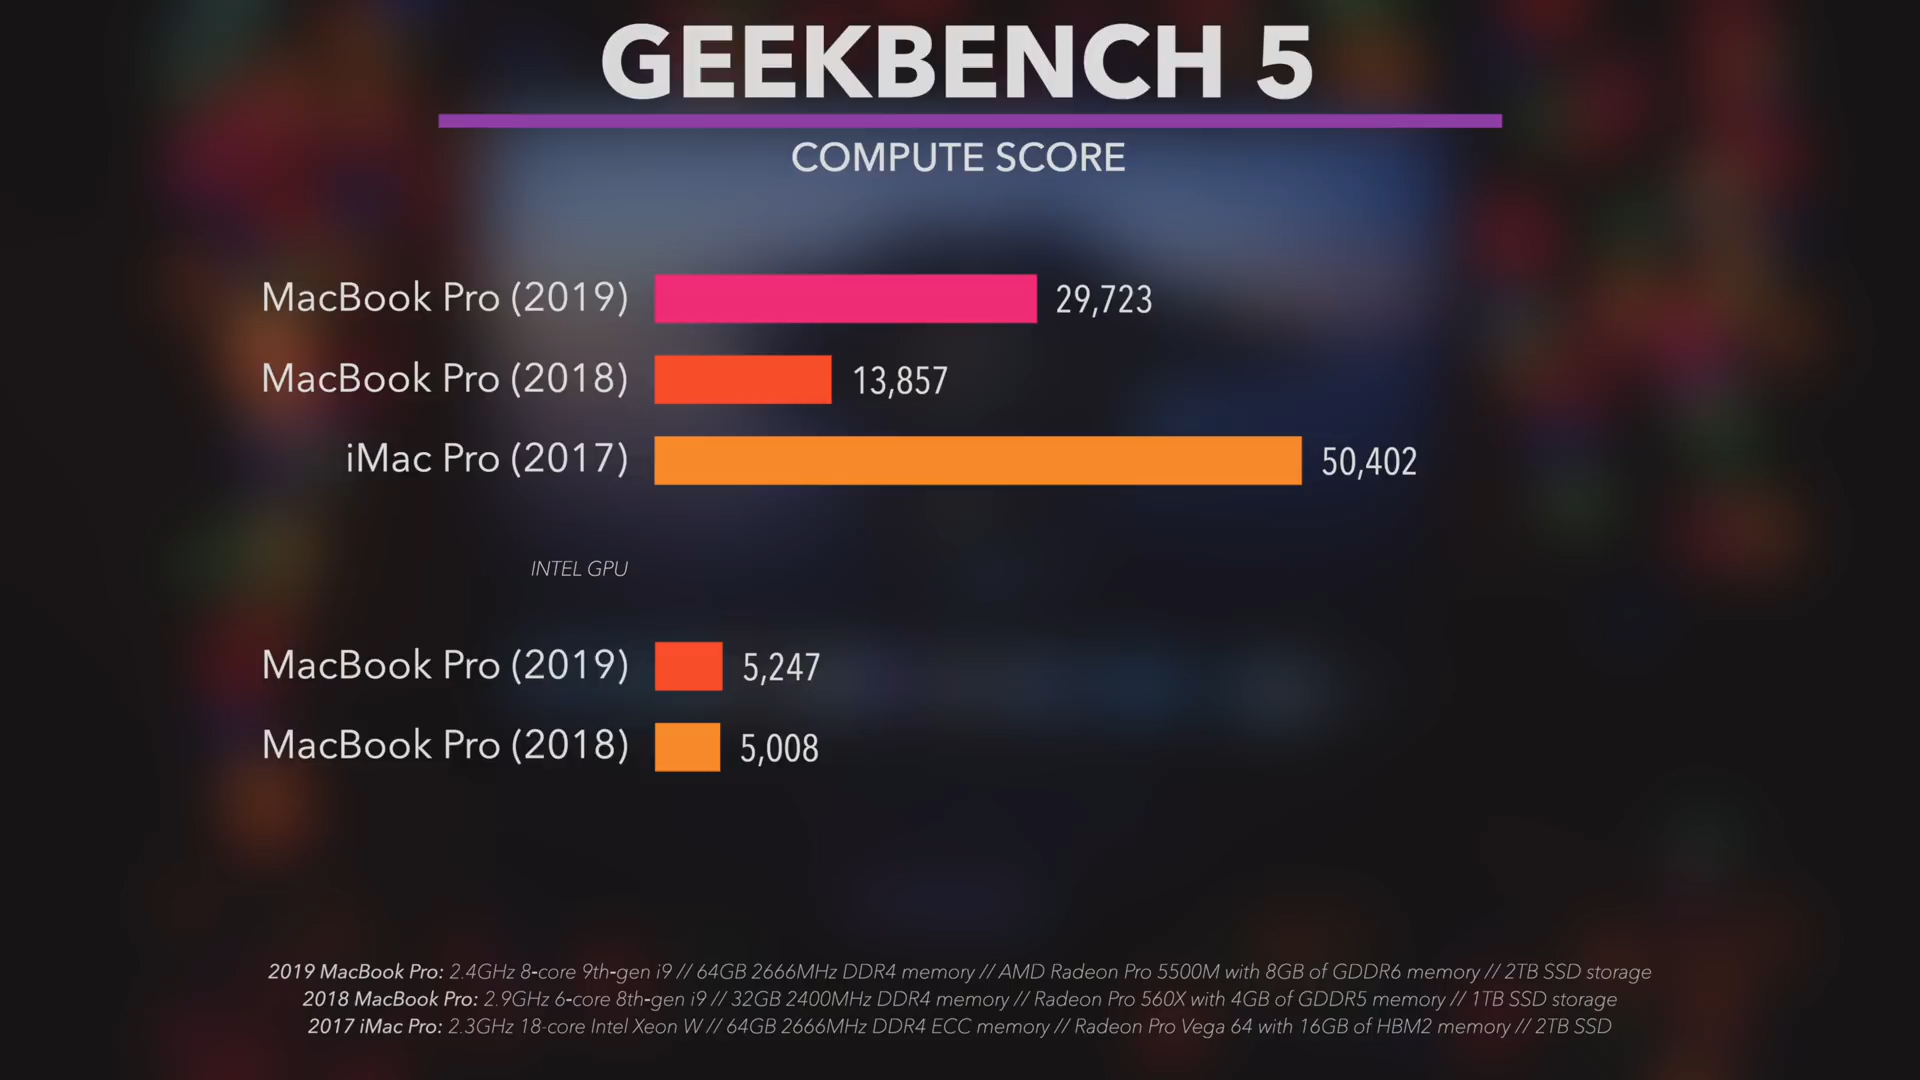 GEEKBENCH 5
COMPUTE SCORE
MacBook Pro (2019) 29,723
MacBook Pro (2018) 13,857
iMac Pro (2017) 50,402
INTEL GPU
MacBook Pro (2019) 5,247
MacBook Pro (2018) 5,008
2019 MacBook Pro: 2.4GHz 8-core 9th-gen i9 // 64GB 2666MHz DDR4 memory // AMD Radeon Pro 5500M with 8GB of GDDR6 memory // 2TB SSD storage
2018 MacBook Pro: 2.9GHz 6-core 8th-gen i9 // 32GB 2400MHz DDR4 memory // Radeon Pro 560X with 4GB of GDDR5 memory // 1TB SSD storage
2017 iMac Pro: 2.3GHz 18-core Intel Xeon W // 64GB 2666MHz DDR4 ECC memory // Radeon Pro Vega 64 with 16GB of HBM2 memory // 2TB SSD